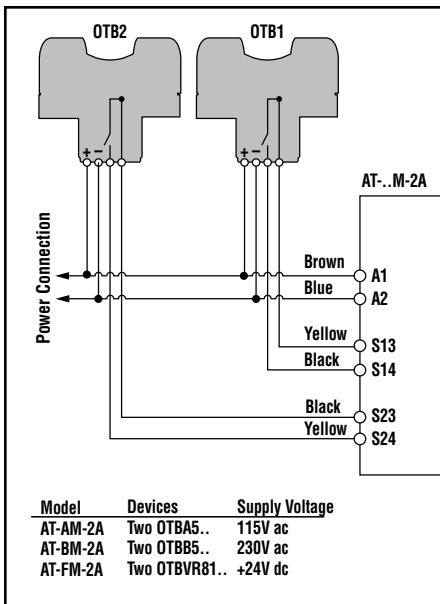 OTB2 OTB1
+ − + −
AT-..M-2A
Power Connection
Brown A1
Blue A2
Yellow S13
Black S14
Black S23
Yellow S24
Model Devices Supply Voltage
AT-AM-2A Two OTBA5.. 115V ac
AT-BM-2A Two OTBB5.. 230V ac
AT-FM-2A Two OTBVR81.. +24V dc